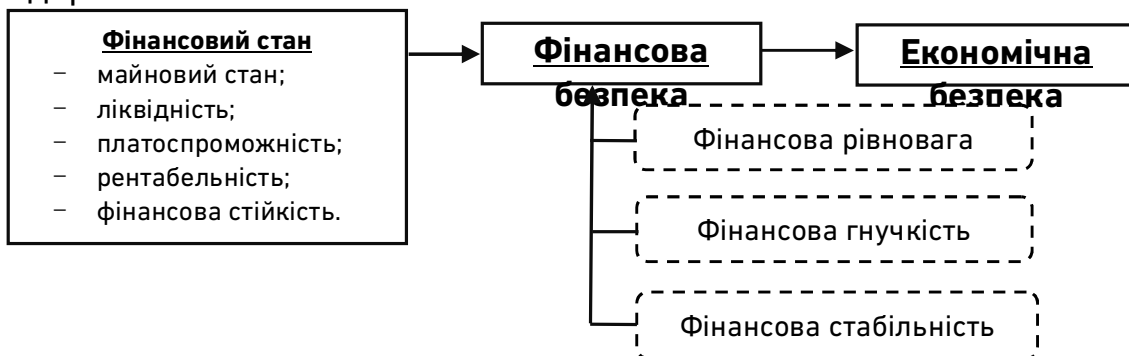 Фінансовий стан
– майновий стан;
– ліквідність;
– платоспроможність;
– рентабельність;
– фінансова стійкість.
Фінансова
безпека
Економічна
безпека
Фінансова рівновага
Фінансова гнучкість
Фінансова стабільність